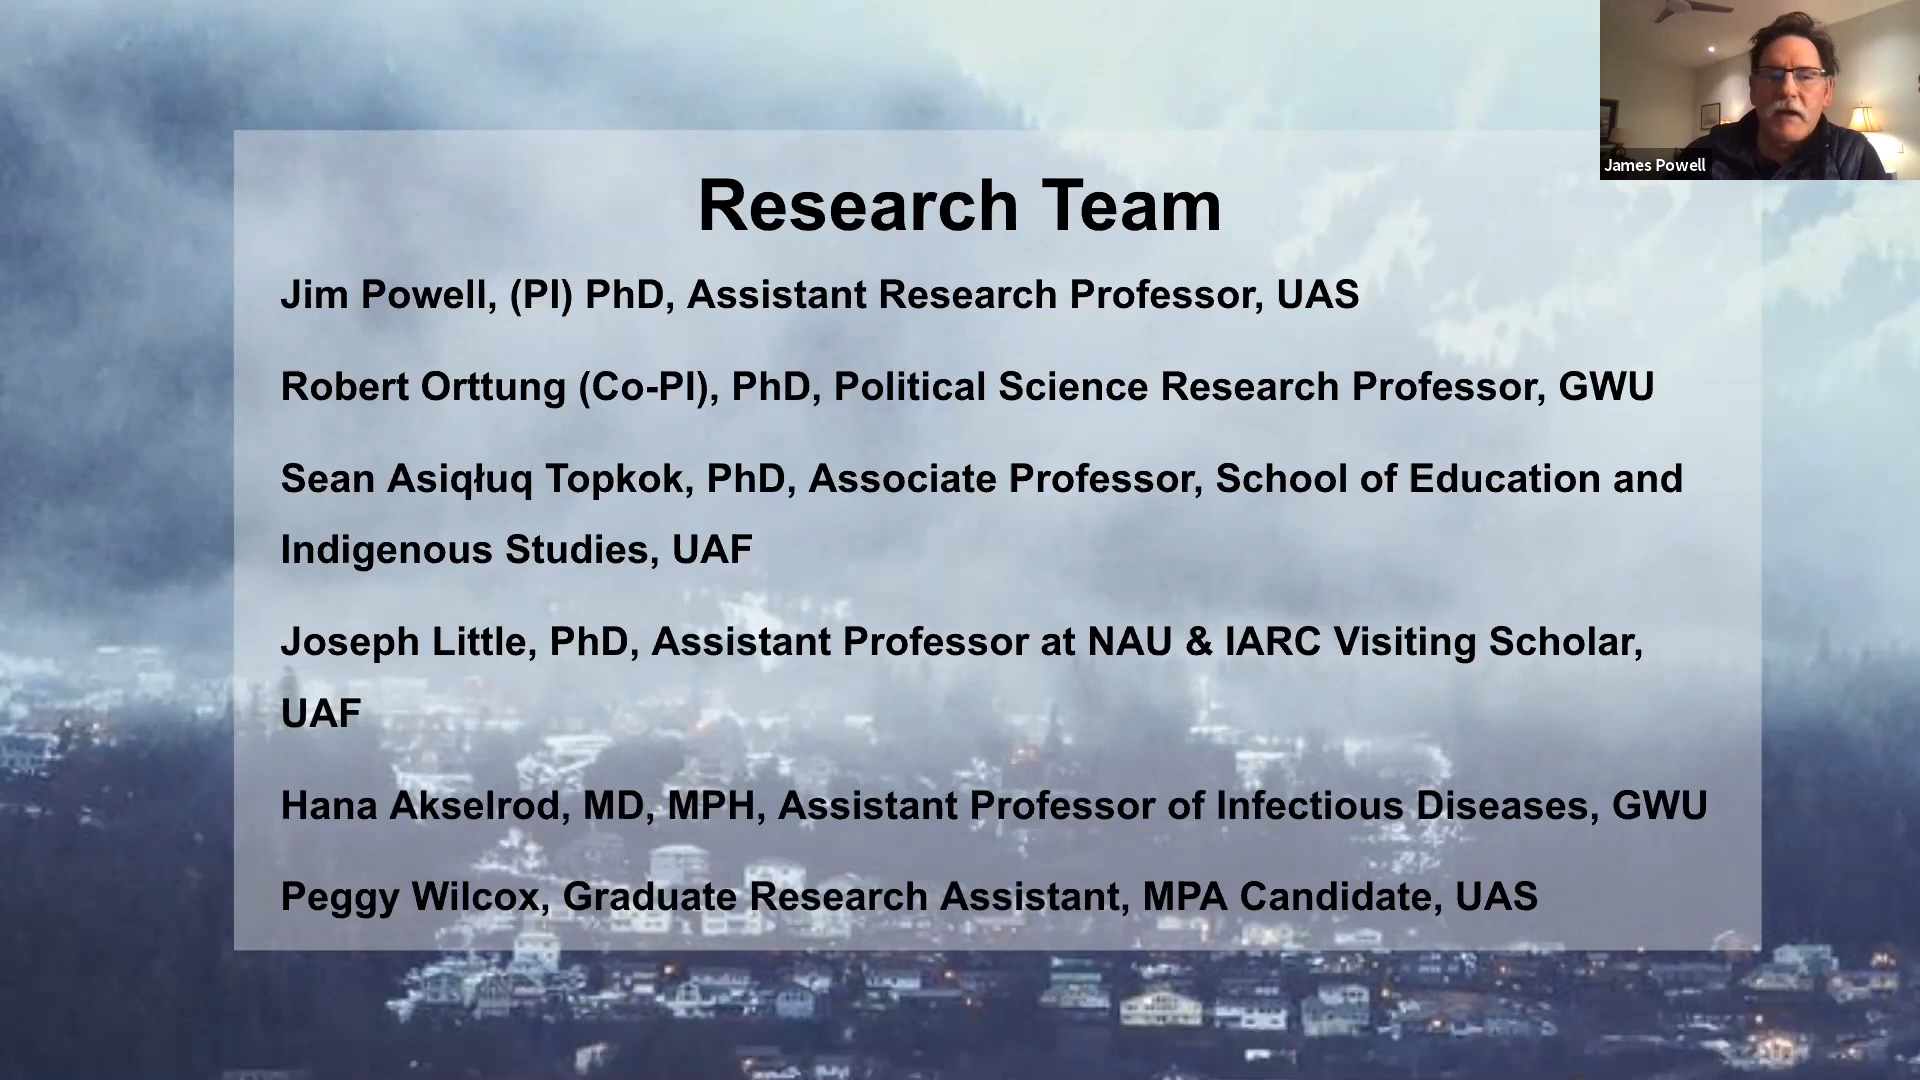 James Powell
Research Team
Jim Powell, (PI) PhD, Assistant Research Professor, UAS
Robert Orttung (Co-PI), PhD, Political Science Research Professor, GWU
Sean Asiqłuq Topkok, PhD, Associate Professor, School of Education and
Indigenous Studies, UAF
Joseph Little, PhD, Assistant Professor at NAU & IARC Visiting Scholar,
UAF
Hana Akselrod, MD, MPH, Assistant Professor of Infectious Diseases, GWU
Peggy Wilcox, Graduate Research Assistant, MPA Candidate, UAS